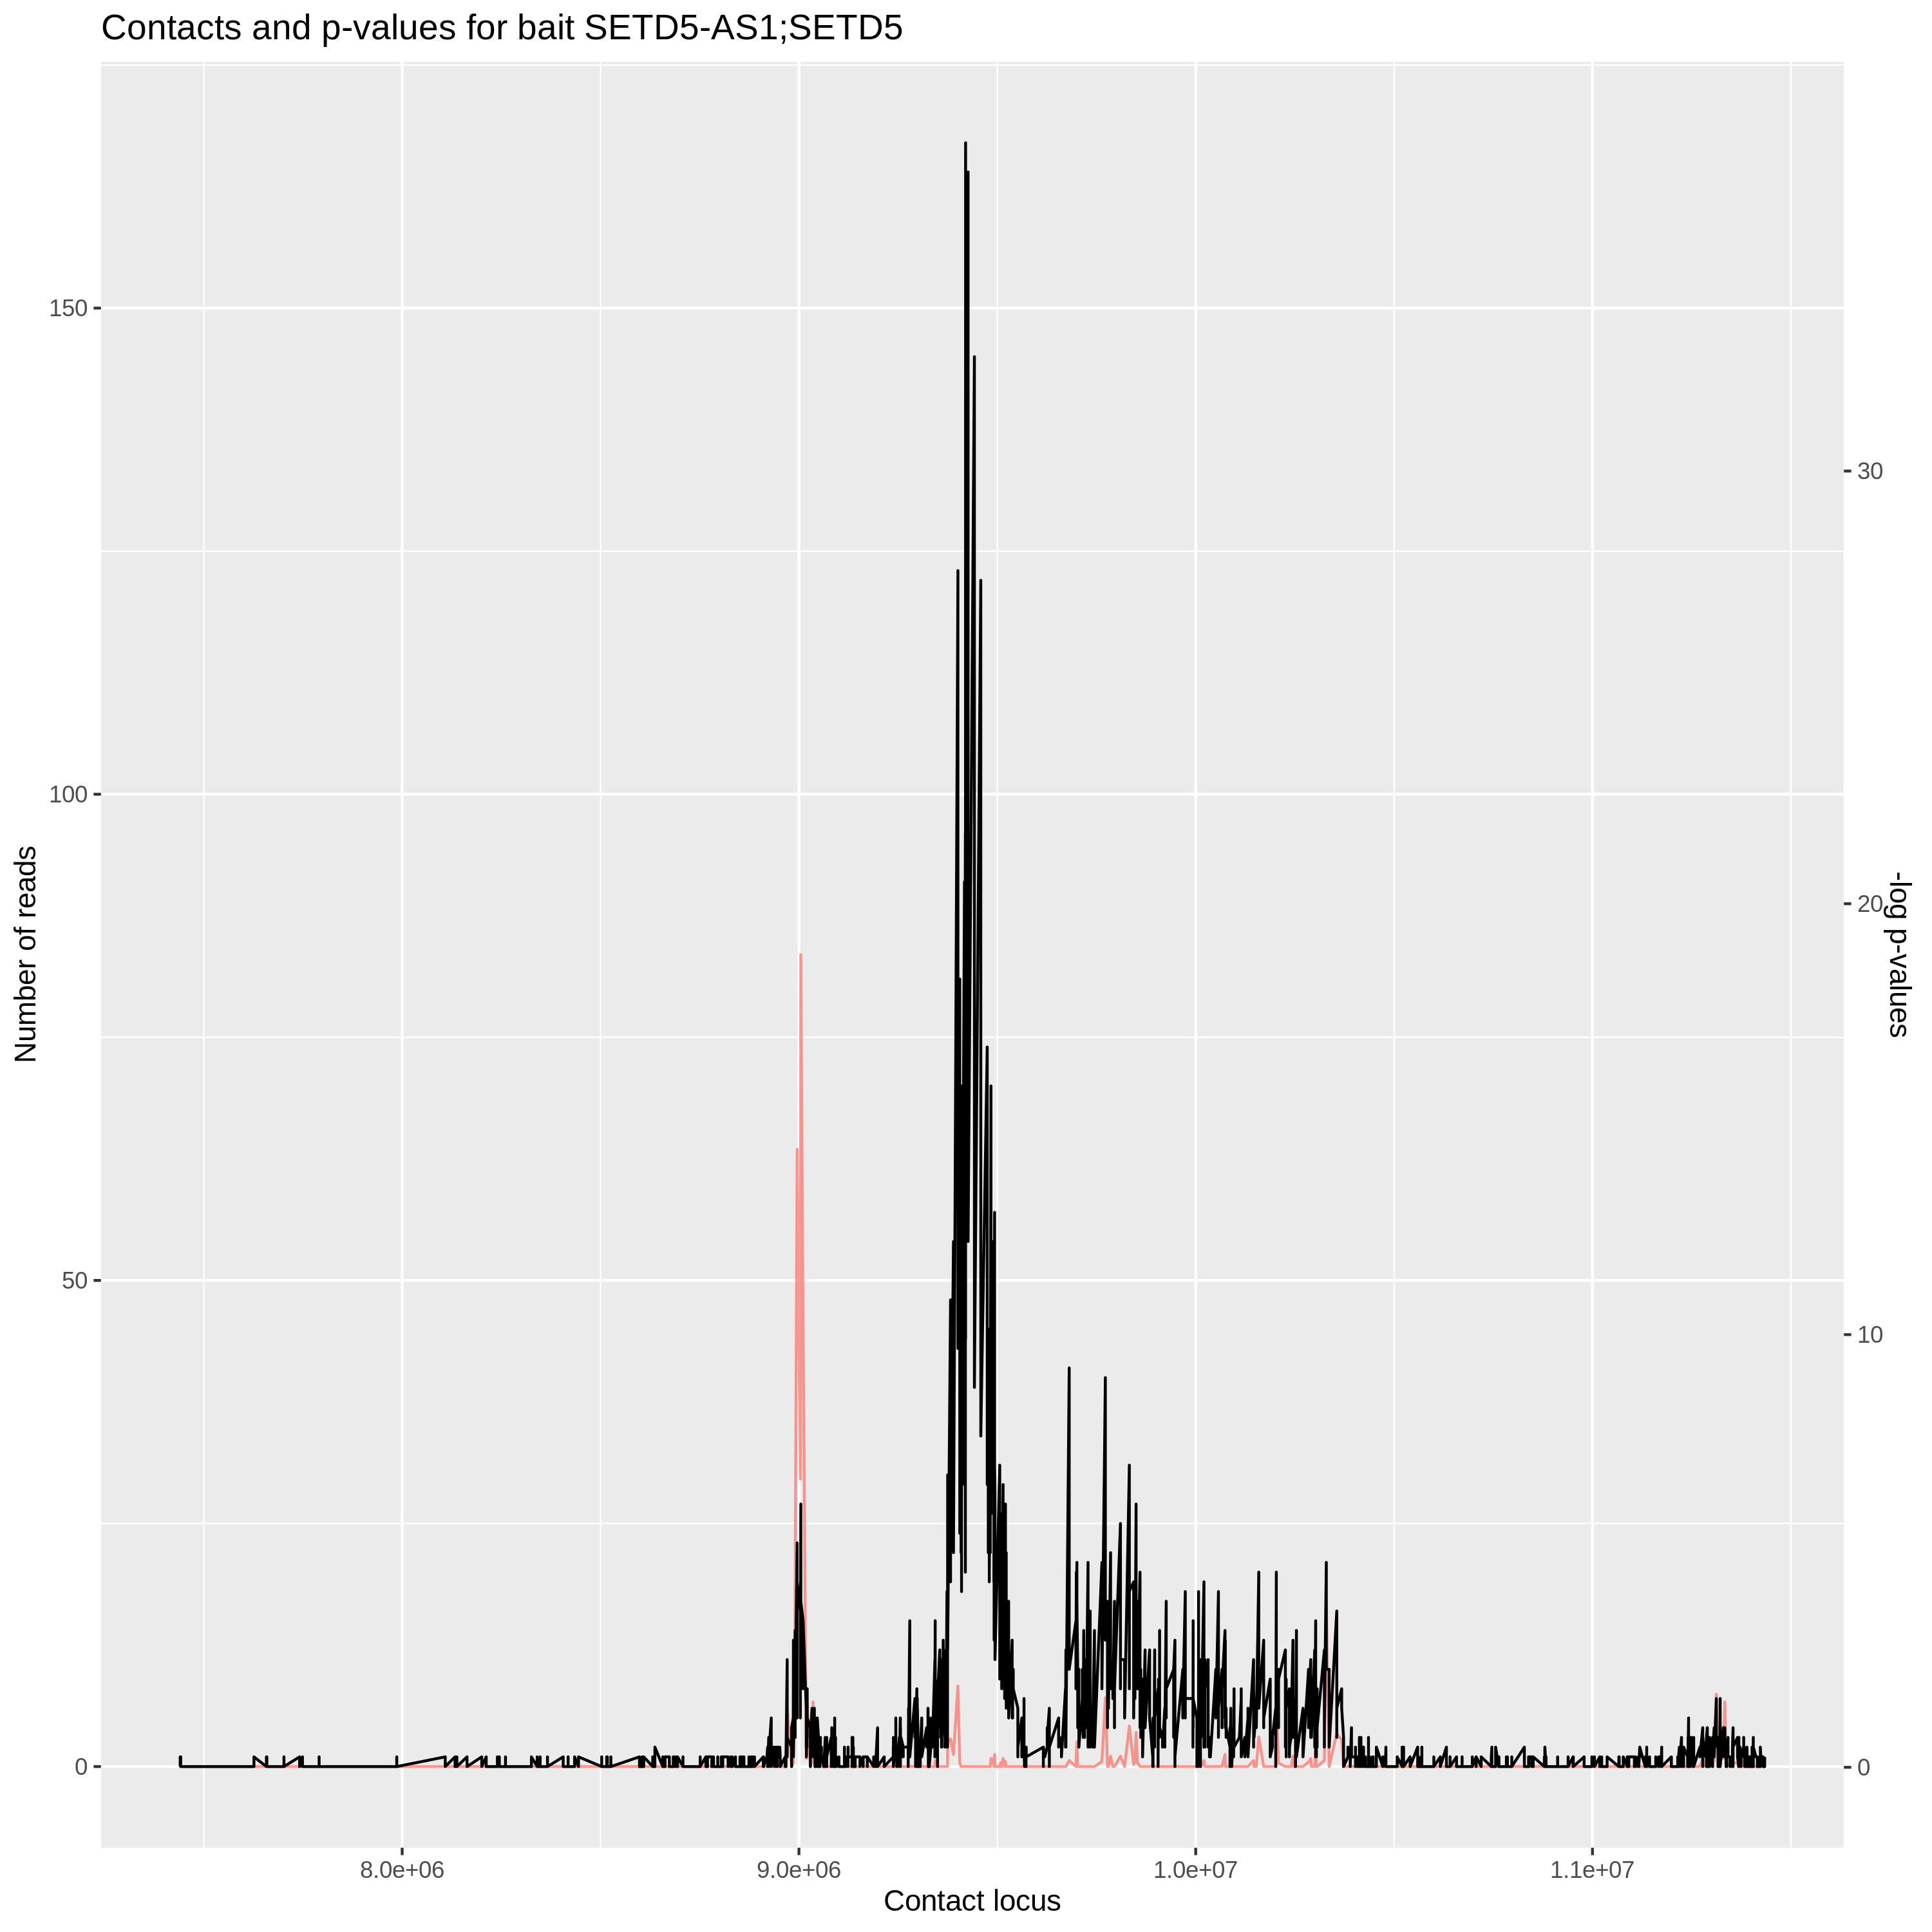 Contacts and p-values for bait SETD5-AS1;SETD5
150
100
50
0
30
20
10
0
Number of reads
-log p-values
8.0e+06
9.0e+06
1.0e+07
1.1e+07
Contact locus